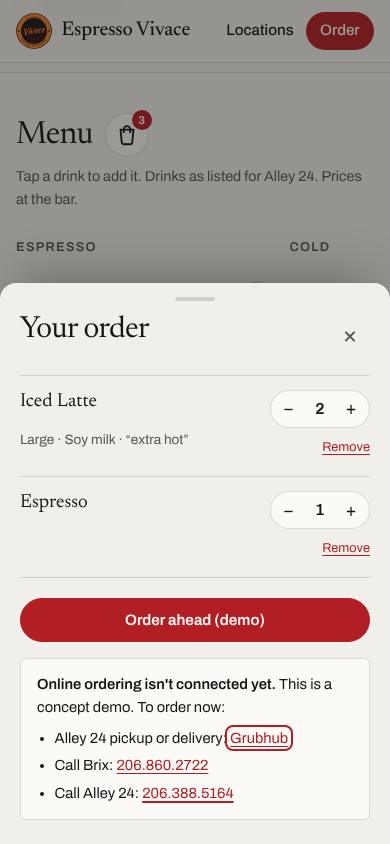 Vivace
Espresso Vivace
Locations
Order
Menu
3
Tap a drink to add it. Drinks as listed for Alley 24. Prices
at the bar.
ESPRESSO
COLD
Your order
×
Iced Latte
− 2 +
Large · Soy milk · “extra hot”
Remove
Espresso
− 1 +
Remove
Order ahead (demo)
Online ordering isn't connected yet. This is a
concept demo. To order now:
• Alley 24 pickup or delivery: Grubhub
• Call Brix: 206.860.2722
• Call Alley 24: 206.388.5164